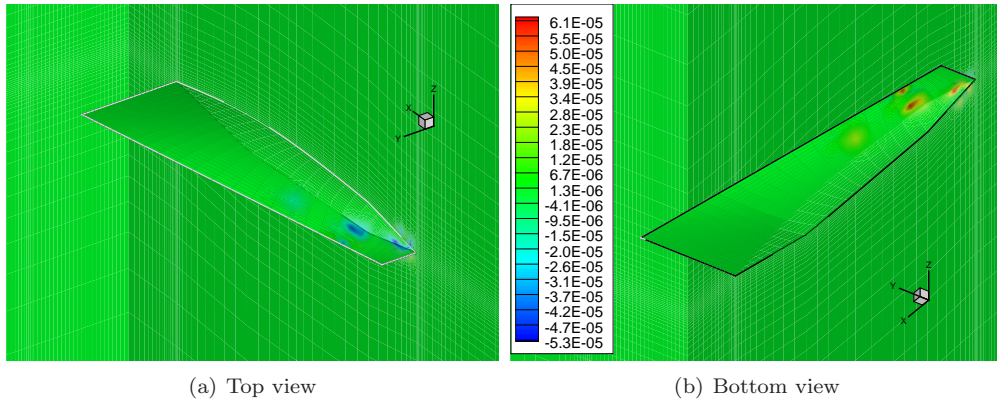 Z
X
Y
6.1E-05
5.5E-05
5.0E-05
4.5E-05
3.9E-05
3.4E-05
2.8E-05
2.3E-05
1.8E-05
1.2E-05
6.7E-06
1.3E-06
-4.1E-06
-9.5E-06
-1.5E-05
-2.0E-05
-2.6E-05
-3.1E-05
-3.7E-05
-4.2E-05
-4.7E-05
-5.3E-05
Z
Y
X
(a) Top view
(b) Bottom view